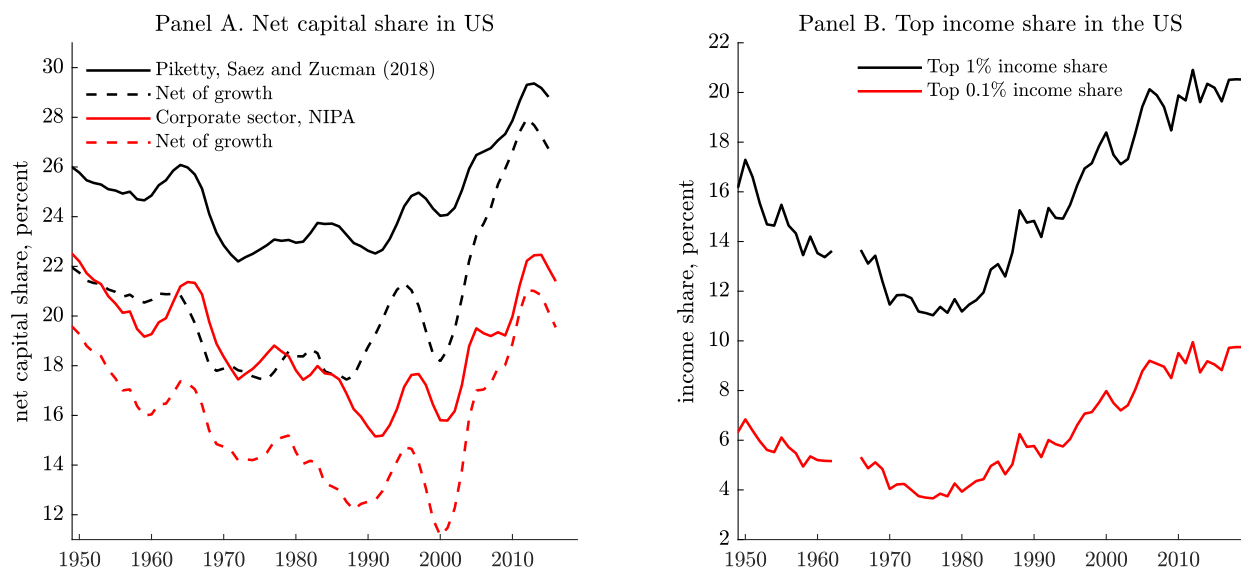 Panel A. Net capital share in US
net capital share, percent
30
28
26
24
22
20
18
16
14
12
Piketty, Saez and Zucman (2018)
Net of growth
Corporate sector, NIPA
Net of growth
1950 1960 1970 1980 1990 2000 2010
Panel B. Top income share in the US
income share, percent
22
20
18
16
14
12
10
8
6
4
2
Top 1% income share
Top 0.1% income share
1950 1960 1970 1980 1990 2000 2010